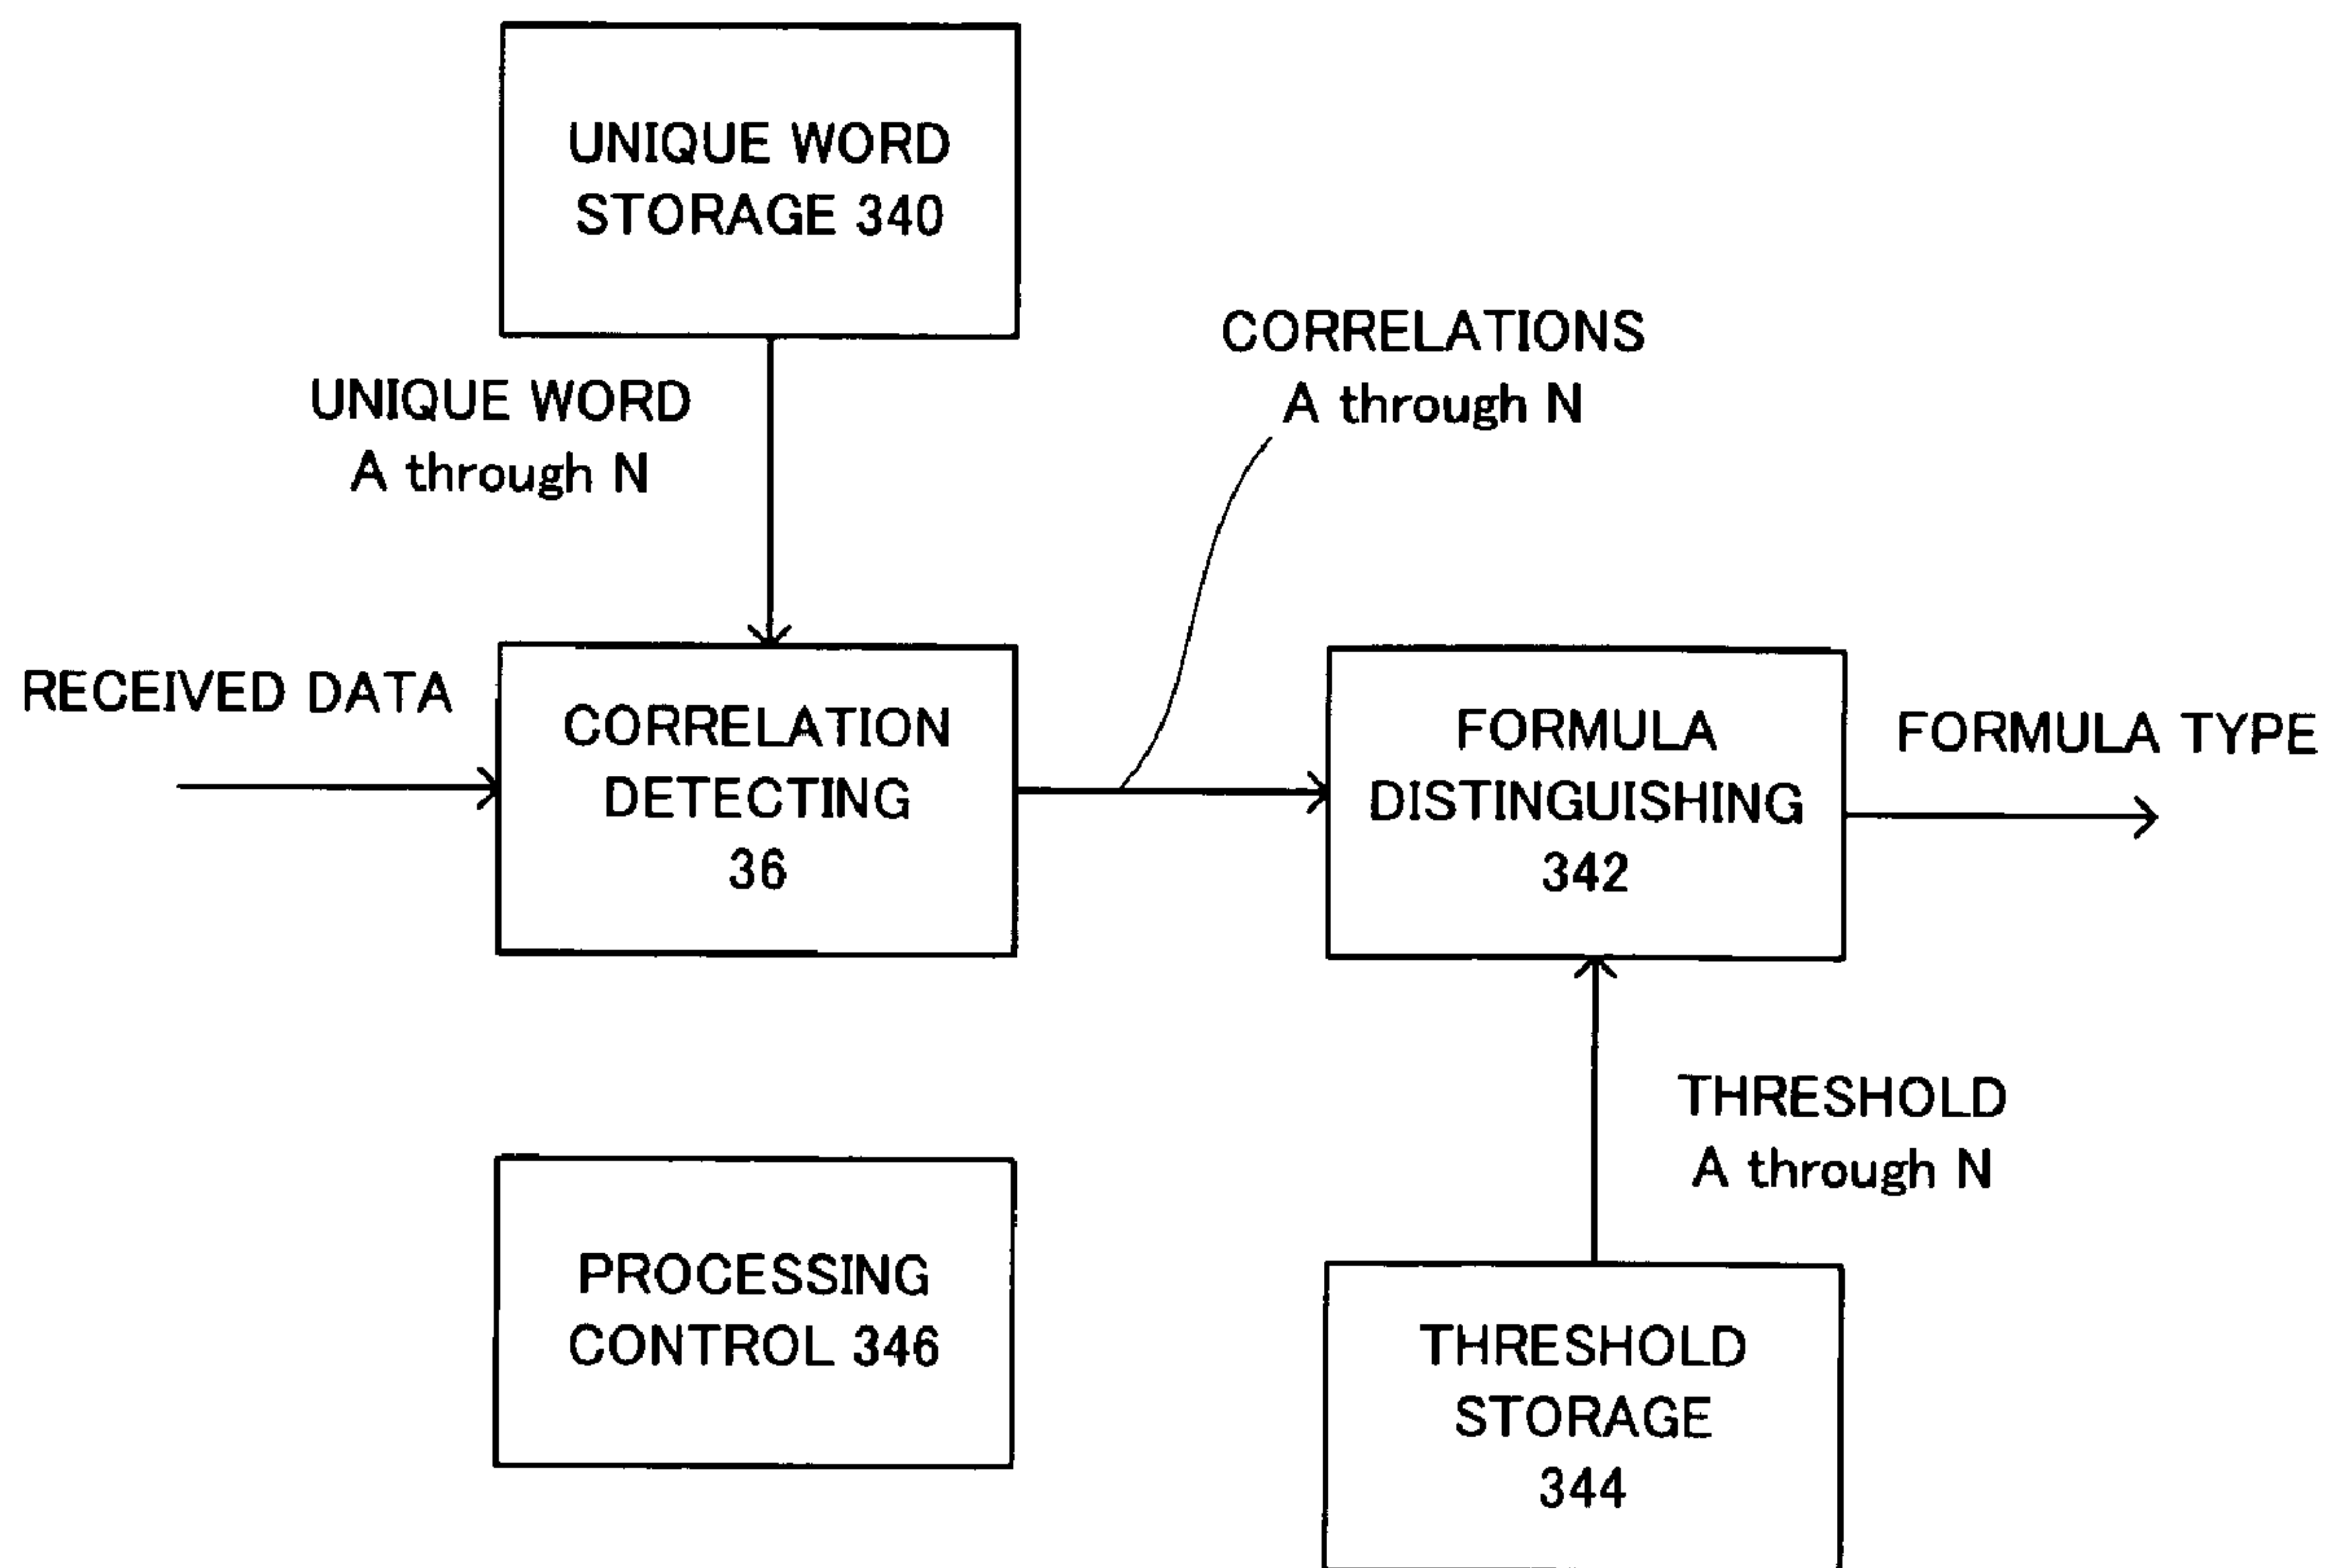 UNIQUE WORD
STORAGE 340
UNIQUE WORD
A through N
CORRELATIONS
A through N
RECEIVED DATA
CORRELATION
DETECTING
36
FORMULA
DISTINGUISHING
342
FORMULA TYPE
THRESHOLD
A through N
PROCESSING
CONTROL 346
THRESHOLD
STORAGE
344